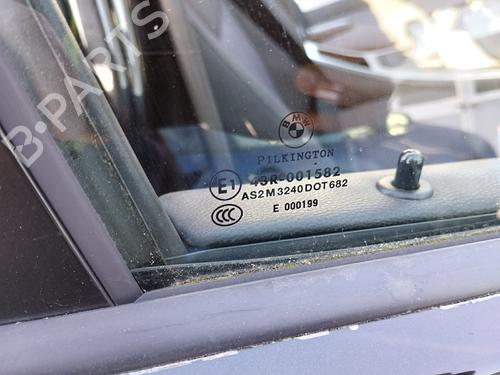 B-PARTS
BMW
PILKINGTON
E1 43R-001582
AS2 M3240 DOT682
CCC E 000199